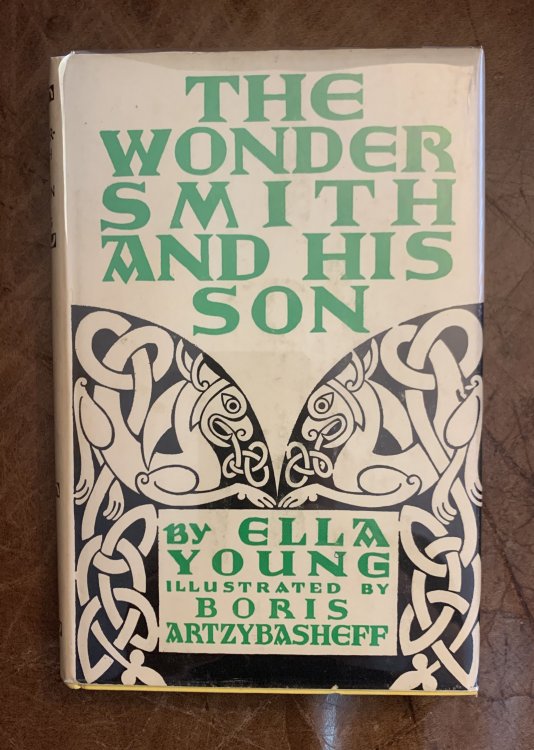 THE
WONDER
SMITH
AND HIS
SON
BY ELLA
YOUNG
ILLUSTRATED BY
BORIS
ARTZYBASHEFF